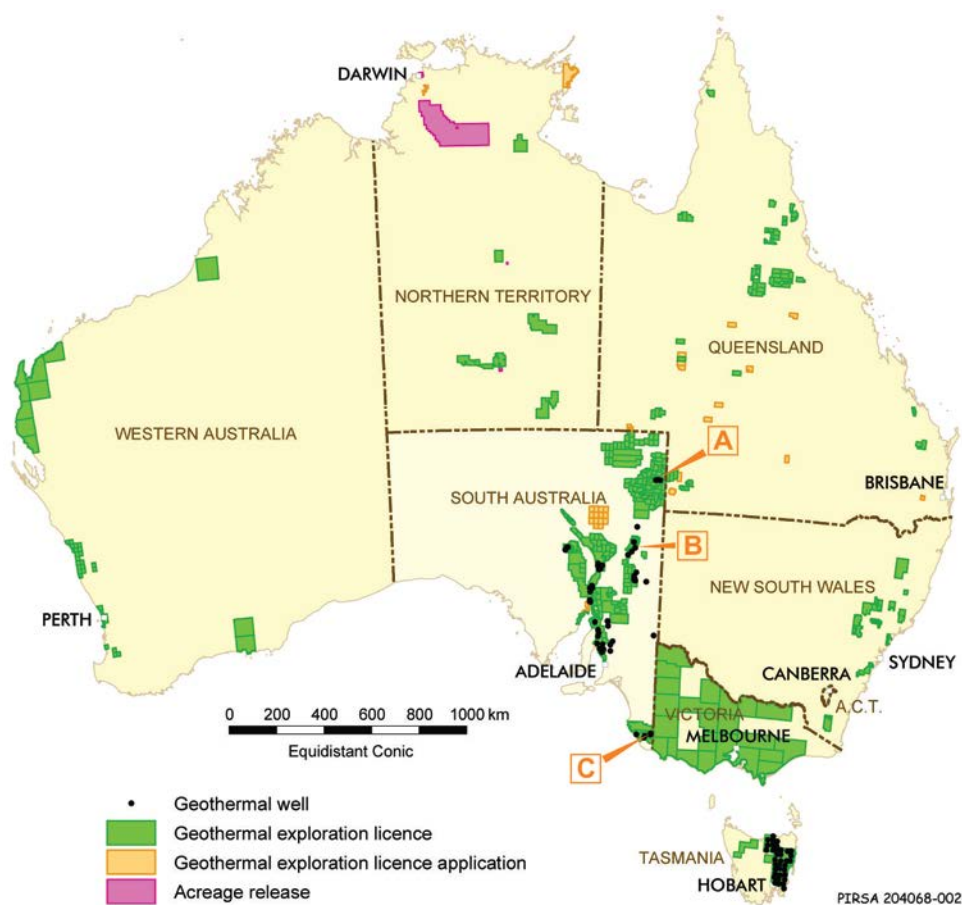 DARWIN
NORTHERN TERRITORY
QUEENSLAND
WESTERN AUSTRALIA
A
SOUTH AUSTRALIA
BRISBANE
B
NEW SOUTH WALES
PERTH
ADELAIDE
CANBERRA
SYDNEY
A.C.T.
VICTORIA
MELBOURNE
0 200 400 600 800 1000 km
Equidistant Conic
C
Geothermal well
Geothermal exploration licence
Geothermal exploration licence application
Acreage release
TASMANIA
HOBART
PIRSA 204068-002